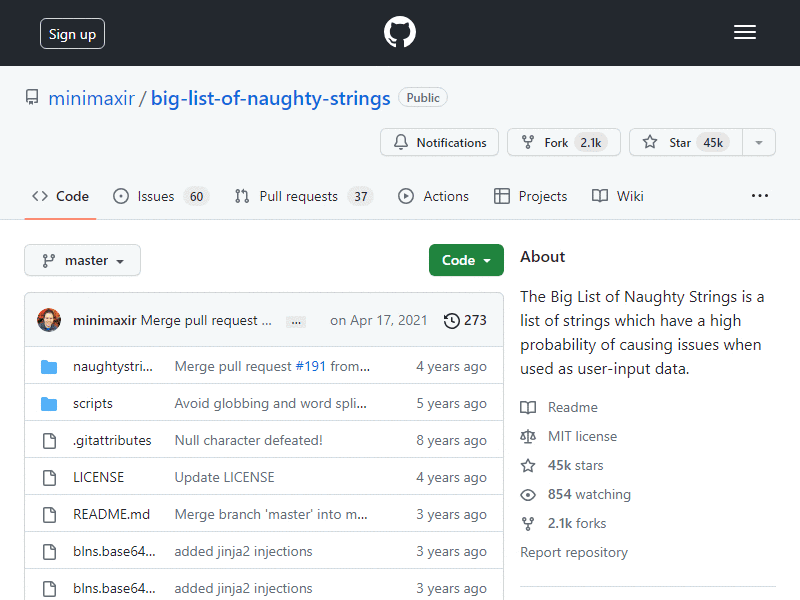 Sign up
minimaxir / big-list-of-naughty-strings Public
Notifications Fork 2.1k Star 45k
Code Issues 60 Pull requests 37 Actions Projects Wiki ...
master Code
minimaxir Merge pull request ... ... on Apr 17, 2021 273
naughtystri... Merge pull request #191 from... 4 years ago
scripts Avoid globbing and word spli... 5 years ago
.gitattributes Null character defeated! 8 years ago
LICENSE Update LICENSE 4 years ago
README.md Merge branch 'master' into m... 3 years ago
blns.base64... added jinja2 injections 3 years ago
blns.base64... added jinja2 injections 3 years ago
About
The Big List of Naughty Strings is a
list of strings which have a high
probability of causing issues when
used as user-input data.
Readme
MIT license
45k stars
854 watching
2.1k forks
Report repository